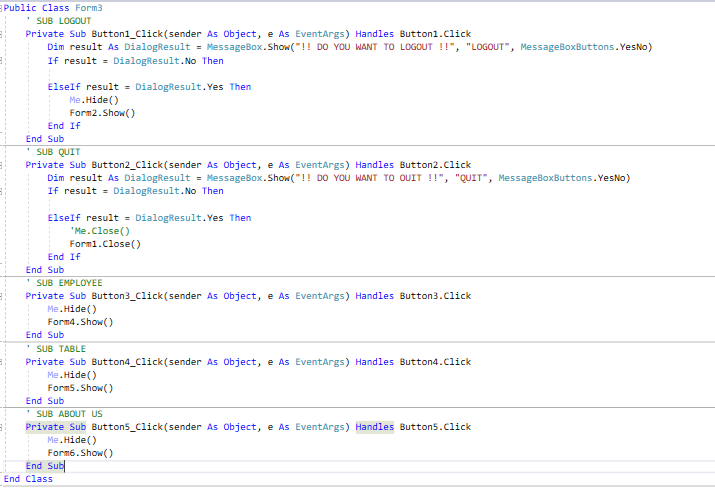 Public Class Form3
' SUB LOGOUT
Private Sub Button1_Click(sender As Object, e As EventArgs) Handles Button1.Click
Dim result As DialogResult = MessageBox.Show("!! DO YOU WANT TO LOGOUT !!", "LOGOUT", MessageBoxButtons.YesNo)
If result = DialogResult.No Then
ElseIf result = DialogResult.Yes Then
Me.Hide()
Form2.Show()
End If
End Sub
' SUB QUIT
Private Sub Button2_Click(sender As Object, e As EventArgs) Handles Button2.Click
Dim result As DialogResult = MessageBox.Show("!! DO YOU WANT TO OUIT !!", "QUIT", MessageBoxButtons.YesNo)
If result = DialogResult.No Then
ElseIf result = DialogResult.Yes Then
'Me.Close()
Form1.Close()
End If
End Sub
' SUB EMPLOYEE
Private Sub Button3_Click(sender As Object, e As EventArgs) Handles Button3.Click
Me.Hide()
Form4.Show()
End Sub
' SUB TABLE
Private Sub Button4_Click(sender As Object, e As EventArgs) Handles Button4.Click
Me.Hide()
Form5.Show()
End Sub
' SUB ABOUT US
Private Sub Button5_Click(sender As Object, e As EventArgs) Handles Button5.Click
Me.Hide()
Form6.Show()
End Sub
End Class